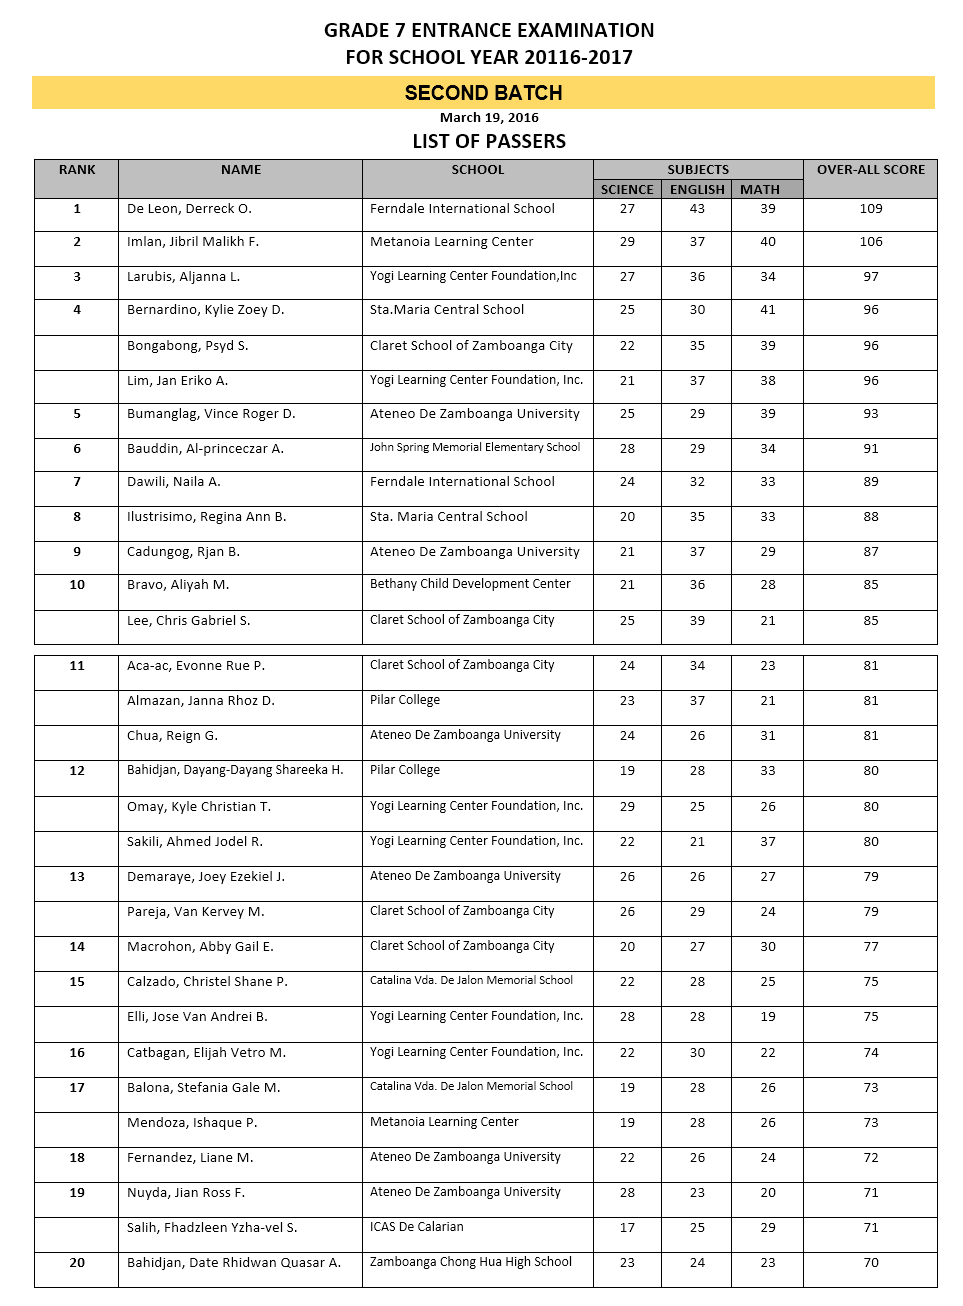 GRADE 7 ENTRANCE EXAMINATION
FOR SCHOOL YEAR 20116-2017
SECOND BATCH
March 19, 2016
LIST OF PASSERS
RANK NAME SCHOOL SUBJECTS OVER-ALL SCORE
SCIENCE ENGLISH MATH
1 De Leon, Derreck O. Ferndale International School 27 43 39 109
2 Imlan, Jibril Malikh F. Metanoia Learning Center 29 37 40 106
3 Larubis, Aljanna L. Yogi Learning Center Foundation,Inc 27 36 34 97
4 Bernardino, Kylie Zoey D. Sta.Maria Central School 25 30 41 96
Bongabong, Psyd S. Claret School of Zamboanga City 22 35 39 96
Lim, Jan Eriko A. Yogi Learning Center Foundation, Inc. 21 37 38 96
5 Bumanglag, Vince Roger D. Ateneo De Zamboanga University 25 29 39 93
6 Bauddin, Al-princeczar A. John Spring Memorial Elementary School 28 29 34 91
7 Dawili, Naila A. Ferndale International School 24 32 33 89
8 Ilustrisimo, Regina Ann B. Sta. Maria Central School 20 35 33 88
9 Cadungog, Rjan B. Ateneo De Zamboanga University 21 37 29 87
10 Bravo, Aliyah M. Bethany Child Development Center 21 36 28 85
Lee, Chris Gabriel S. Claret School of Zamboanga City 25 39 21 85
11 Aca-ac, Evonne Rue P. Claret School of Zamboanga City 24 34 23 81
Almazan, Janna Rhoz D. Pilar College 23 37 21 81
Chua, Reign G. Ateneo De Zamboanga University 24 26 31 81
12 Bahidjan, Dayang-Dayang Shareeka H. Pilar College 19 28 33 80
Omay, Kyle Christian T. Yogi Learning Center Foundation, Inc. 29 25 26 80
Sakili, Ahmed Jodel R. Yogi Learning Center Foundation, Inc. 22 21 37 80
13 Demaraye, Joey Ezekiel J. Ateneo De Zamboanga University 26 26 27 79
Pareja, Van Kervey M. Claret School of Zamboanga City 26 29 24 79
14 Macrohon, Abby Gail E. Claret School of Zamboanga City 20 27 30 77
15 Calzado, Christel Shane P. Catalina Vda. De Jalon Memorial School 22 28 25 75
Elli, Jose Van Andrei B. Yogi Learning Center Foundation, Inc. 28 28 19 75
16 Catbagan, Elijah Vetro M. Yogi Learning Center Foundation, Inc. 22 30 22 74
17 Balona, Stefania Gale M. Catalina Vda. De Jalon Memorial School 19 28 26 73
Mendoza, Ishaque P. Metanoia Learning Center 19 28 26 73
18 Fernandez, Liane M. Ateneo De Zamboanga University 22 26 24 72
19 Nuyda, Jian Ross F. Ateneo De Zamboanga University 28 23 20 71
Salih, Fhadzleen Yzha-vel S. ICAS De Calarian 17 25 29 71
20 Bahidjan, Date Rhidwan Quasar A. Zamboanga Chong Hua High School 23 24 23 70